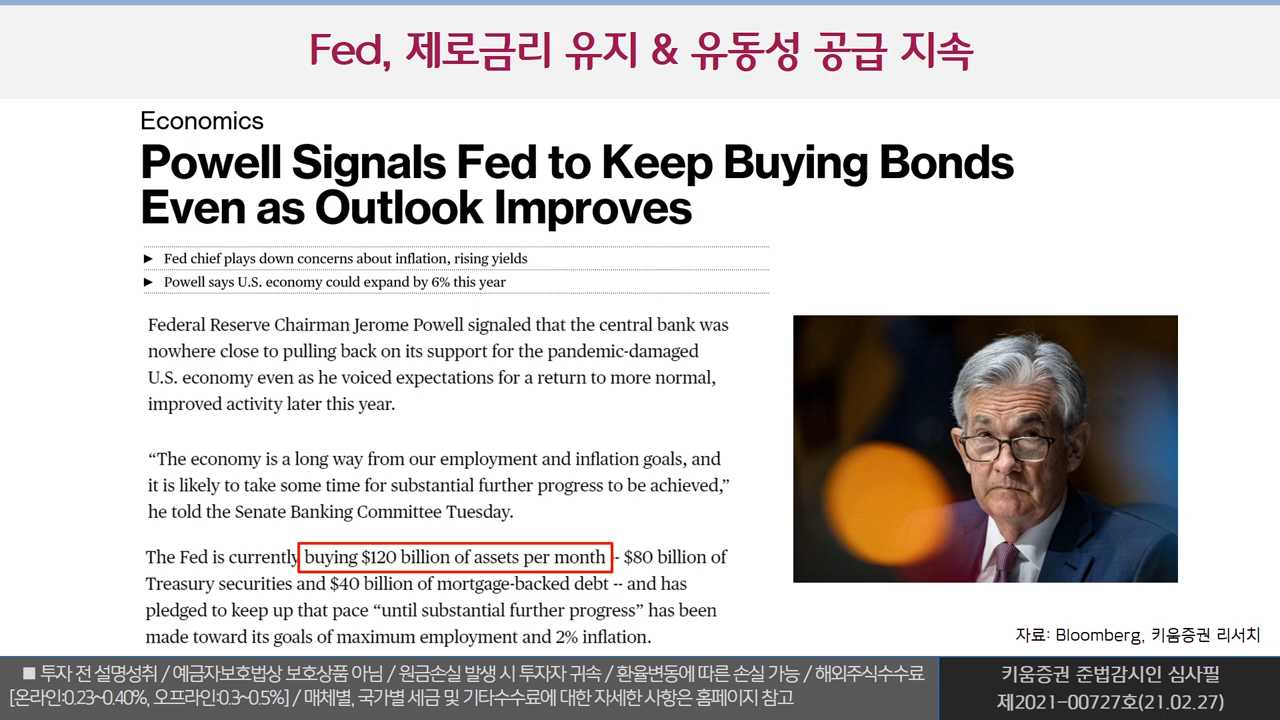 Fed, 제로금리 유지 & 유동성 공급 지속
Economics
Powell Signals Fed to Keep Buying Bonds
Even as Outlook Improves
▶ Fed chief plays down concerns about inflation, rising yields
▶ Powell says U.S. economy could expand by 6% this year
Federal Reserve Chairman Jerome Powell signaled that the central bank was
nowhere close to pulling back on its support for the pandemic-damaged
U.S. economy even as he voiced expectations for a return to more normal,
improved activity later this year.
“The economy is a long way from our employment and inflation goals, and
it is likely to take some time for substantial further progress to be achieved,”
he told the Senate Banking Committee Tuesday.
The Fed is currently buying $120 billion of assets per month -- $80 billion of
Treasury securities and $40 billion of mortgage-backed debt -- and has
pledged to keep up that pace “until substantial further progress” has been
made toward its goals of maximum employment and 2% inflation.
자료: Bloomberg, 키움증권 리서치
■ 투자 전 설명성취 / 예금자보호법상 보호상품 아님 / 원금손실 발생 시 투자자 귀속 / 환율변동에 따른 손실 가능 / 해외주식수수료
[온라인:0.23~0.40%, 오프라인:0.3~0.5%] / 매체별, 국가별 세금 및 기타수수료에 대한 자세한 사항은 홈페이지 참고
키움증권 준법감시인 심사필
제2021-00727호(21.02.27)